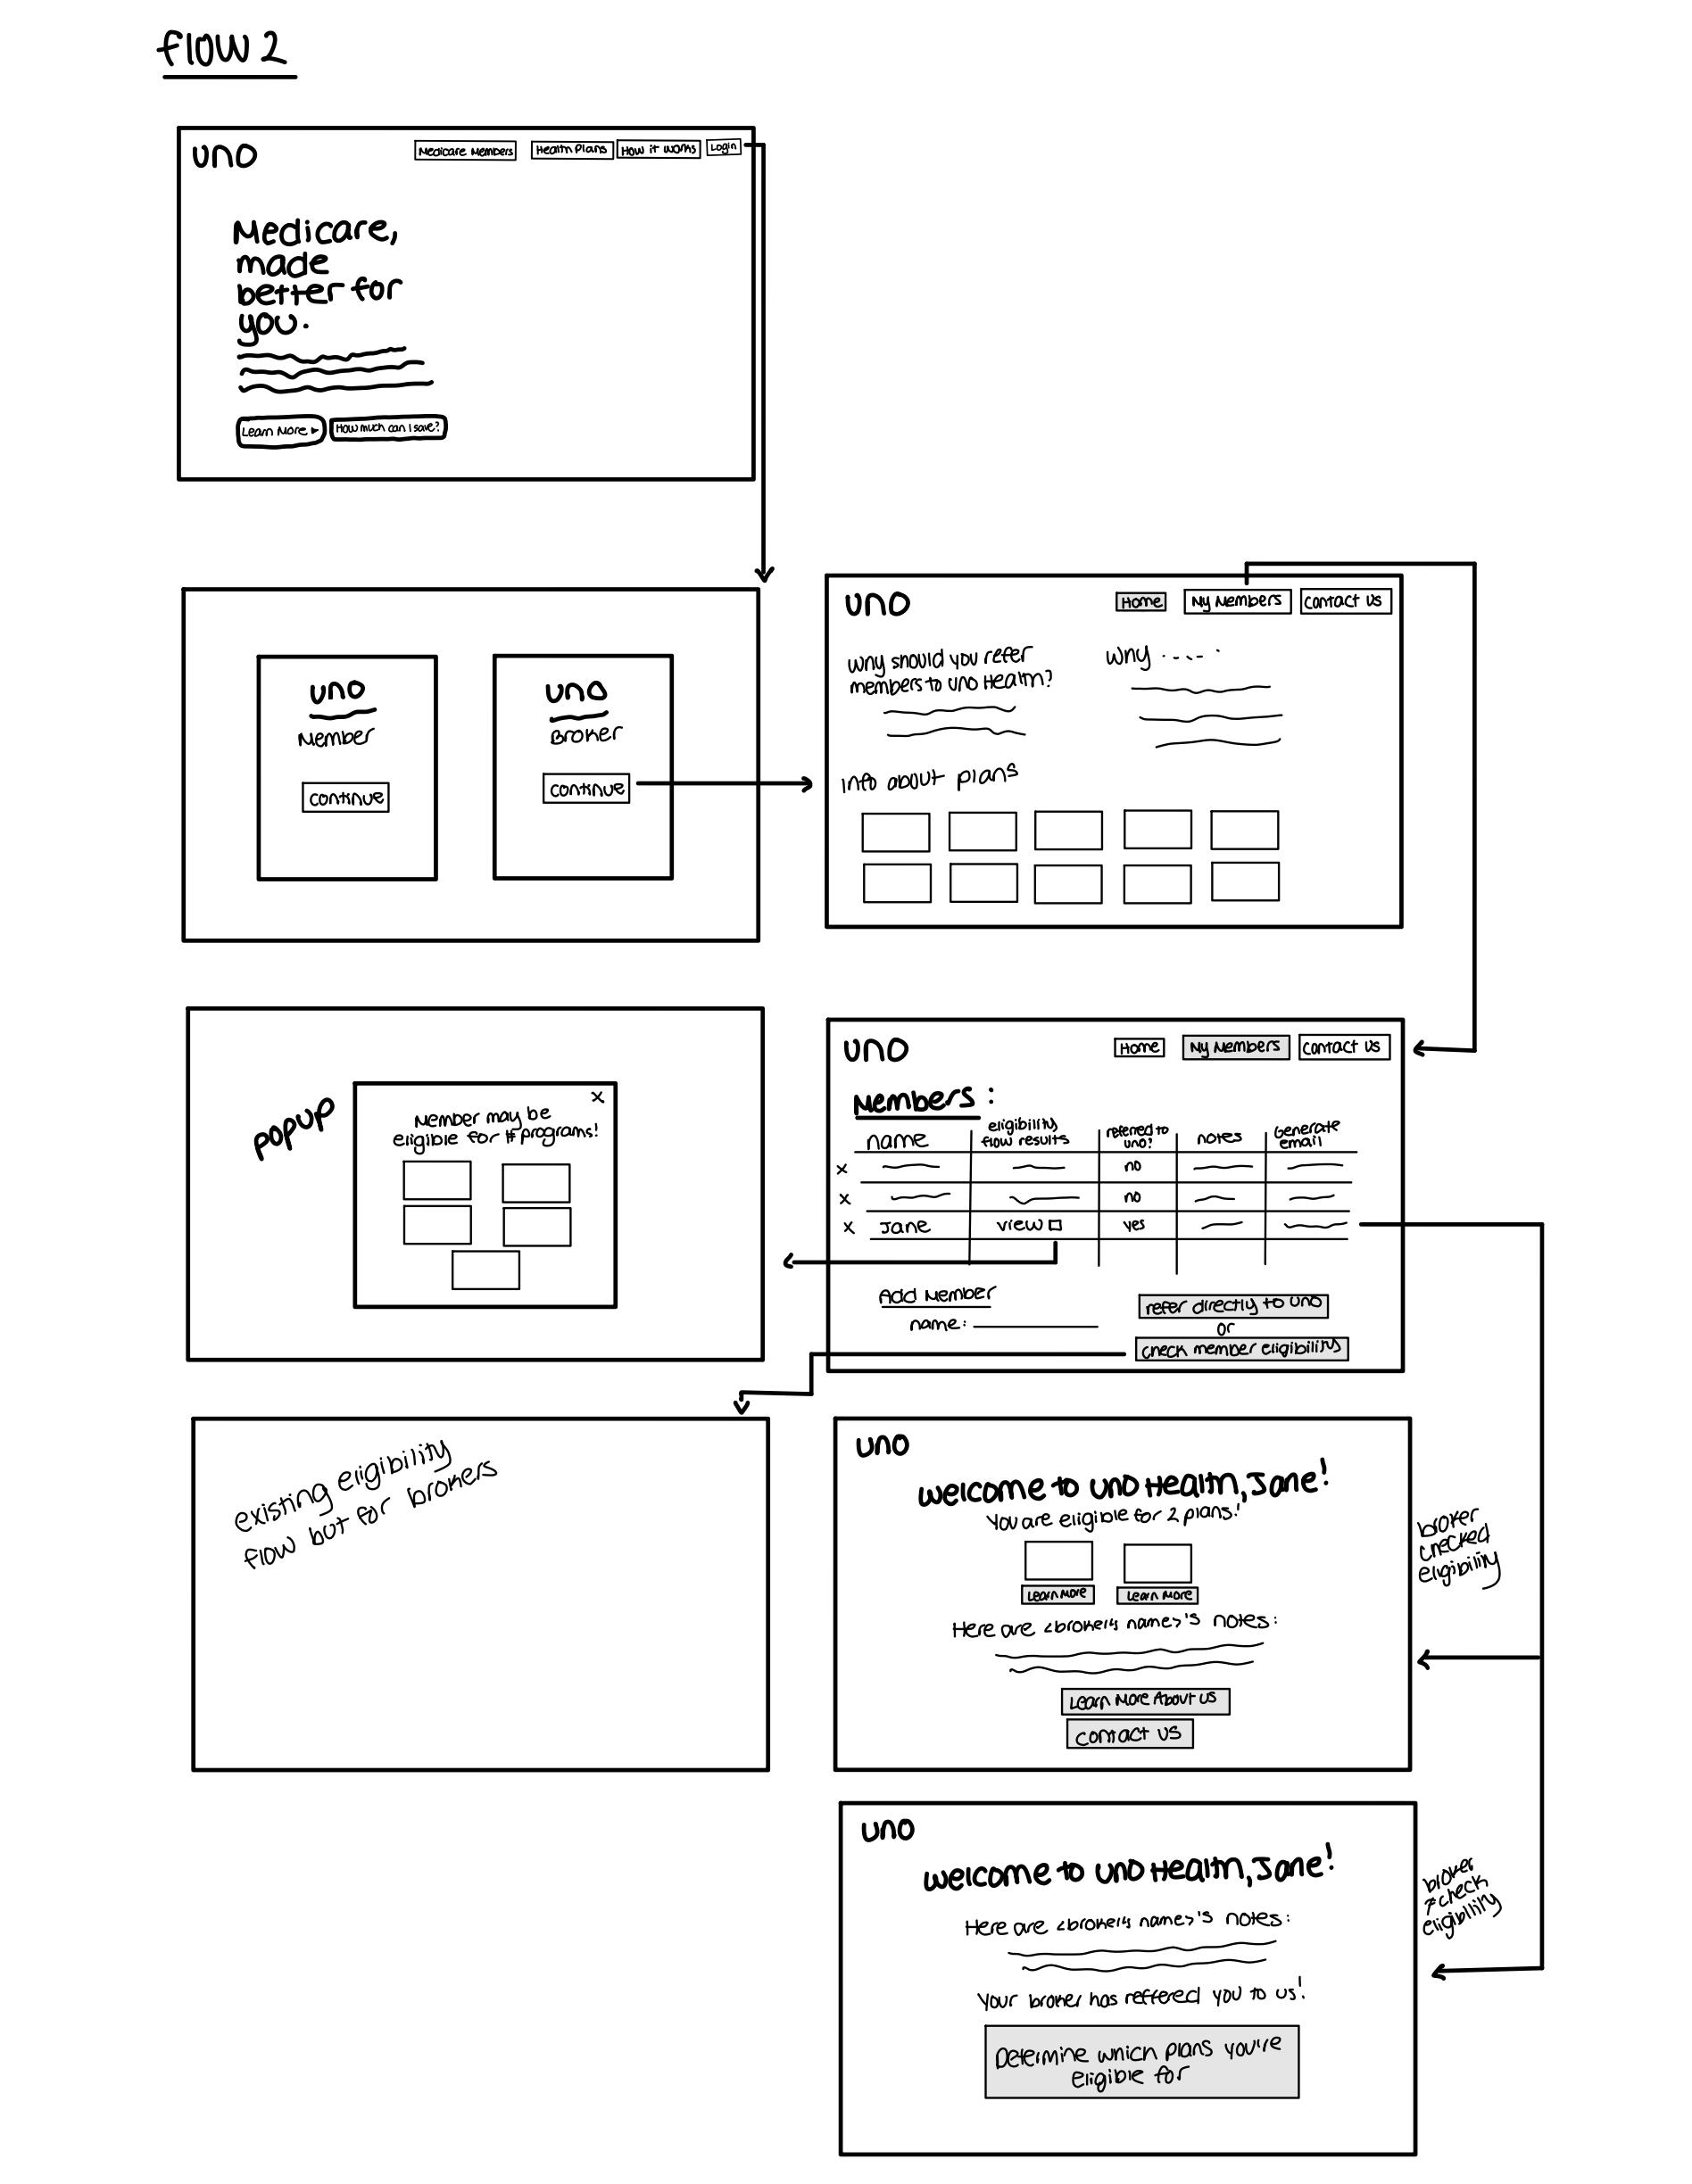 flow 2
uno
Medicare Members
Health Plans
How it works
Login
Medicare,
made
better for
you.
Learn More ▸
How much can I save?
uno
Member
continue
uno
Broker
continue
uno
Home
My Members
Contact Us
Why should you refer
members to Uno Health?
Why . . - . .
Info about plans
POPUP
x
Member may be
eligible for # programs!
uno
Home
My Members
Contact Us
Members:
name
eligibility
flow results
referred to
uno?
notes
Generate
email
x
no
x
no
x
Jane
view
yes
Add Member
name:
refer directly to uno
or
check member eligibility
existing eligibility
flow but for brokers
uno
Welcome to Uno Health, Jane!
You are eligible for 2 plans!
Learn More
Learn More
Here are <broker's name>'s notes:
Learn More About us
contact us
broker
checked
eligibility
uno
Welcome to Uno Health, Jane!
Here are <broker's name>'s notes:
Your broker has reffered you to us!
Determine which plans you're
eligible for
broker
≠ check
eligibility